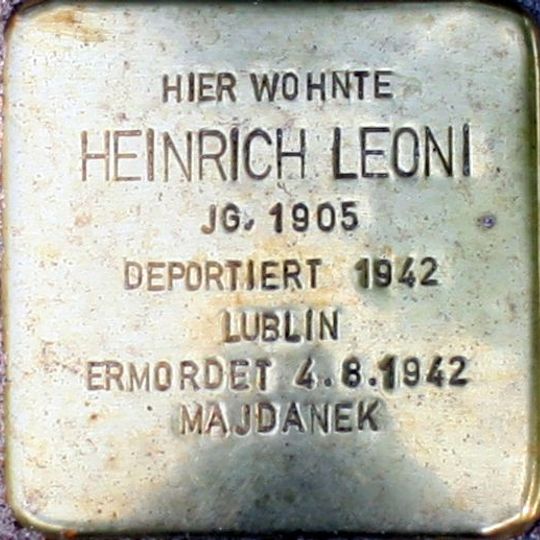 HIER WOHNTE
HEINRICH LEONI
JG. 1905
DEPORTIERT 1942
LUBLIN
ERMORDET 4.8.1942
MAJDANEK